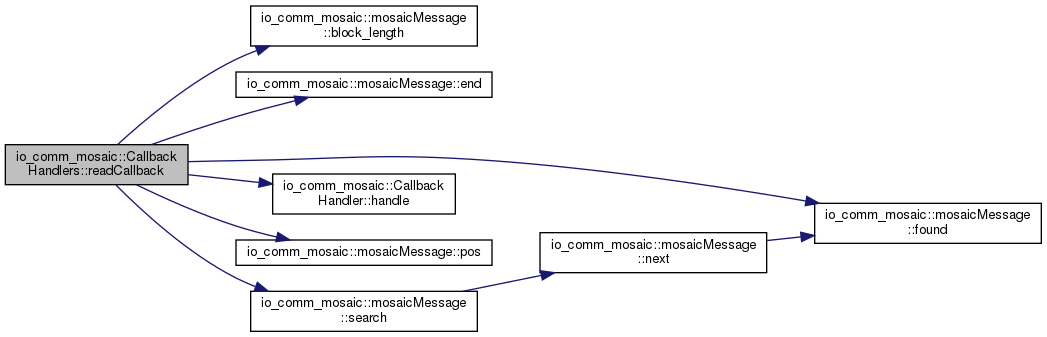 io_comm_mosaic::mosaicMessage
::block_length
io_comm_mosaic::mosaicMessage::end
io_comm_mosaic::Callback
Handlers::readCallback
io_comm_mosaic::Callback
Handler::handle
io_comm_mosaic::mosaicMessage
::found
io_comm_mosaic::mosaicMessage::pos
io_comm_mosaic::mosaicMessage
::next
io_comm_mosaic::mosaicMessage
::search